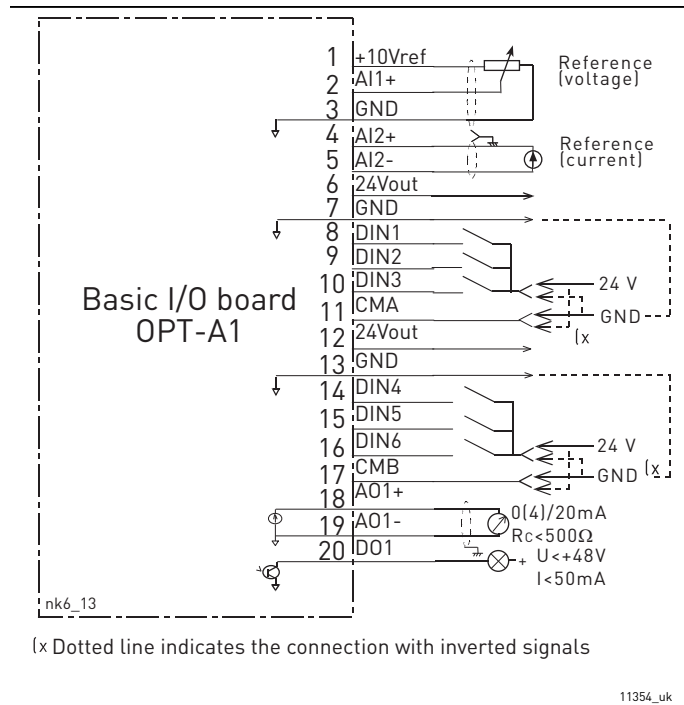 1 +10Vref
2 AI1+
3 GND
4 AI2+
5 AI2-
6 24Vout
7 GND
8 DIN1
9 DIN2
10 DIN3
11 CMA
12 24Vout
13 GND
14 DIN4
15 DIN5
16 DIN6
17 CMB
18 AO1+
19 AO1-
20 DO1
Reference
(voltage)
Reference
(current)
24 V
GND
(x
24 V
GND (x
0(4)/20mA
RC<500Ω
+ U<+48V
I<50mA
Basic I/O board
OPT-A1
nk6_13
(x Dotted line indicates the connection with inverted signals
11354_uk